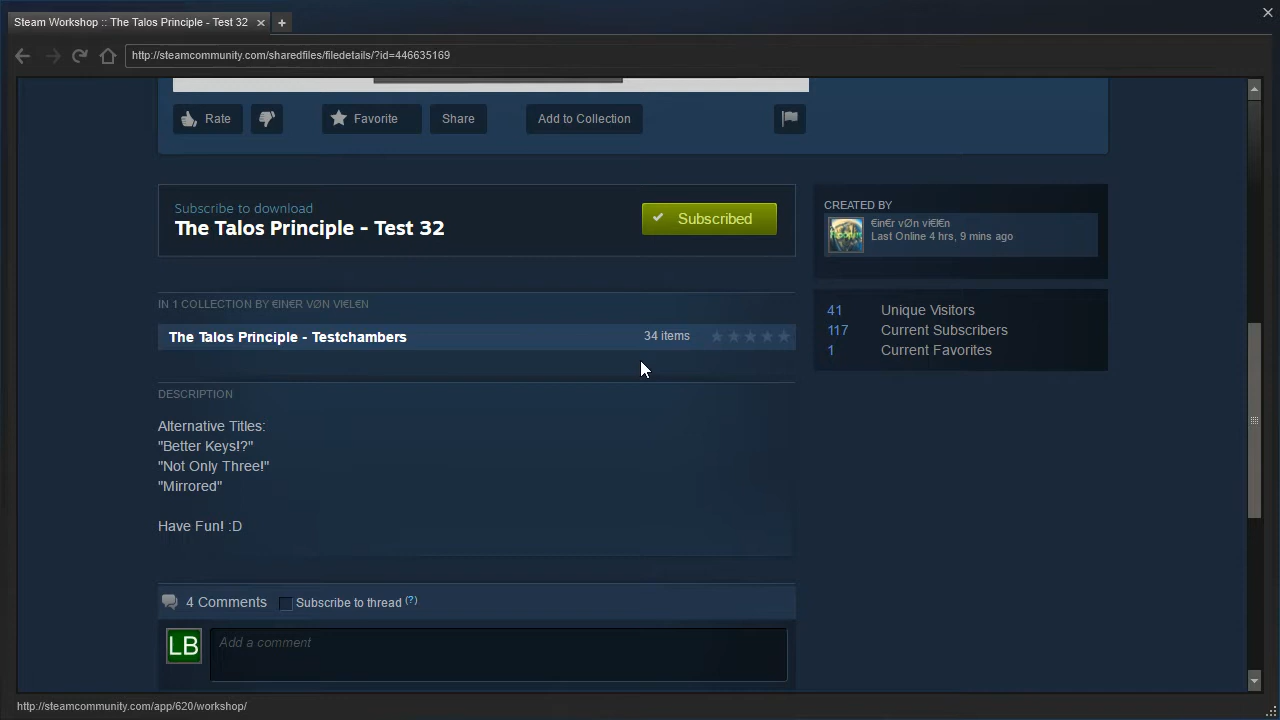 Steam Workshop :: The Talos Principle - Test 32
http://steamcommunity.com/sharedfiles/filedetails/?id=446635169
Rate
Favorite
Share
Add to Collection
Subscribe to download
The Talos Principle - Test 32
Subscribed
CREATED BY
€in€r vØn vi€l€n
Last Online 4 hrs, 9 mins ago
41 Unique Visitors
117 Current Subscribers
1 Current Favorites
IN 1 COLLECTION BY €IN€R VØN VI€L€N
The Talos Principle - Testchambers
34 items
DESCRIPTION
Alternative Titles:
"Better Keys!?"
"Not Only Three!"
"Mirrored"
Have Fun! :D
4 Comments
Subscribe to thread (?)
LB
Add a comment
http://steamcommunity.com/app/620/workshop/